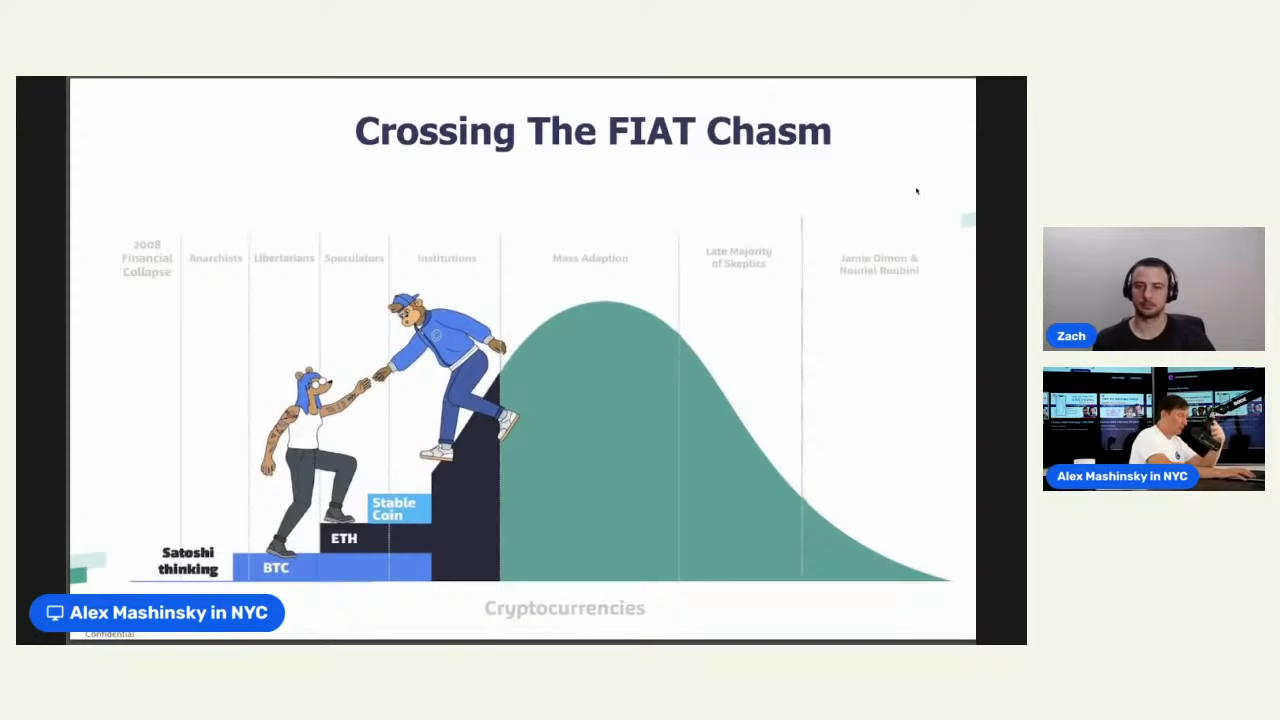 Crossing The FIAT Chasm
2008
Financial
Collapse
Anarchists
Libertarians
Speculators
Institutions
Mass Adaption
Late Majority
of Skeptics
Jamie Dimon &
Nouriel Roubini
Stable
Coin
ETH
Satoshi
thinking
BTC
Cryptocurrencies
Alex Mashinsky in NYC
Confidential
Zach
Alex Mashinsky in NYC